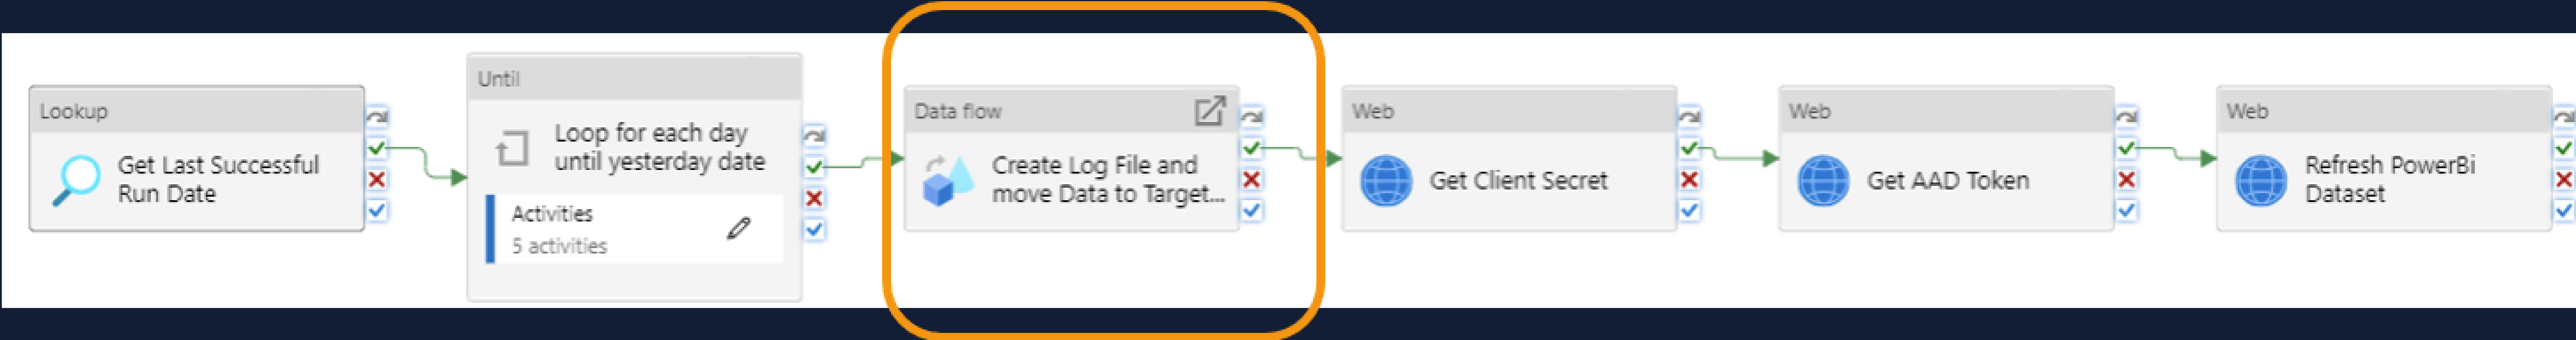 Lookup
Get Last Successful
Run Date
Until
Loop for each day
until yesterday date
Activities
5 activities
Data flow
Create Log File and
move Data to Target...
Web
Get Client Secret
Web
Get AAD Token
Web
Refresh PowerBi
Dataset